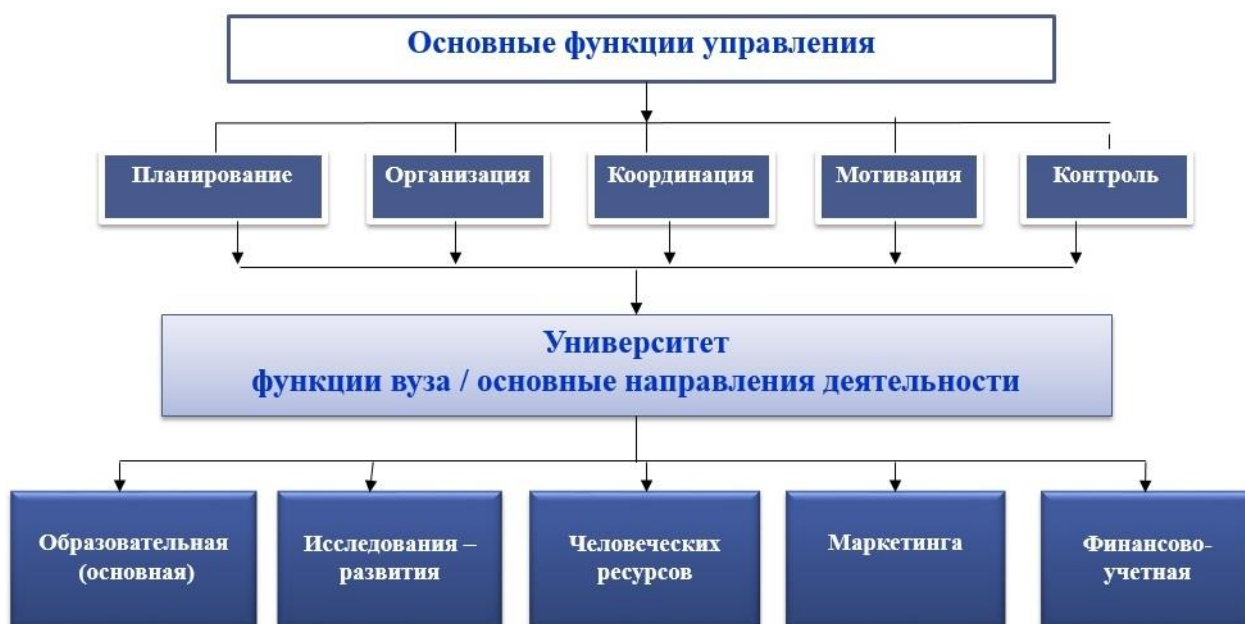 Основные функции управления
Планирование
Организация
Координация
Мотивация
Контроль
Университет
функции вуза / основные направления деятельности
Образовательная
(основная)
Исследования –
развития
Человеческих
ресурсов
Маркетинга
Финансово-
учетная